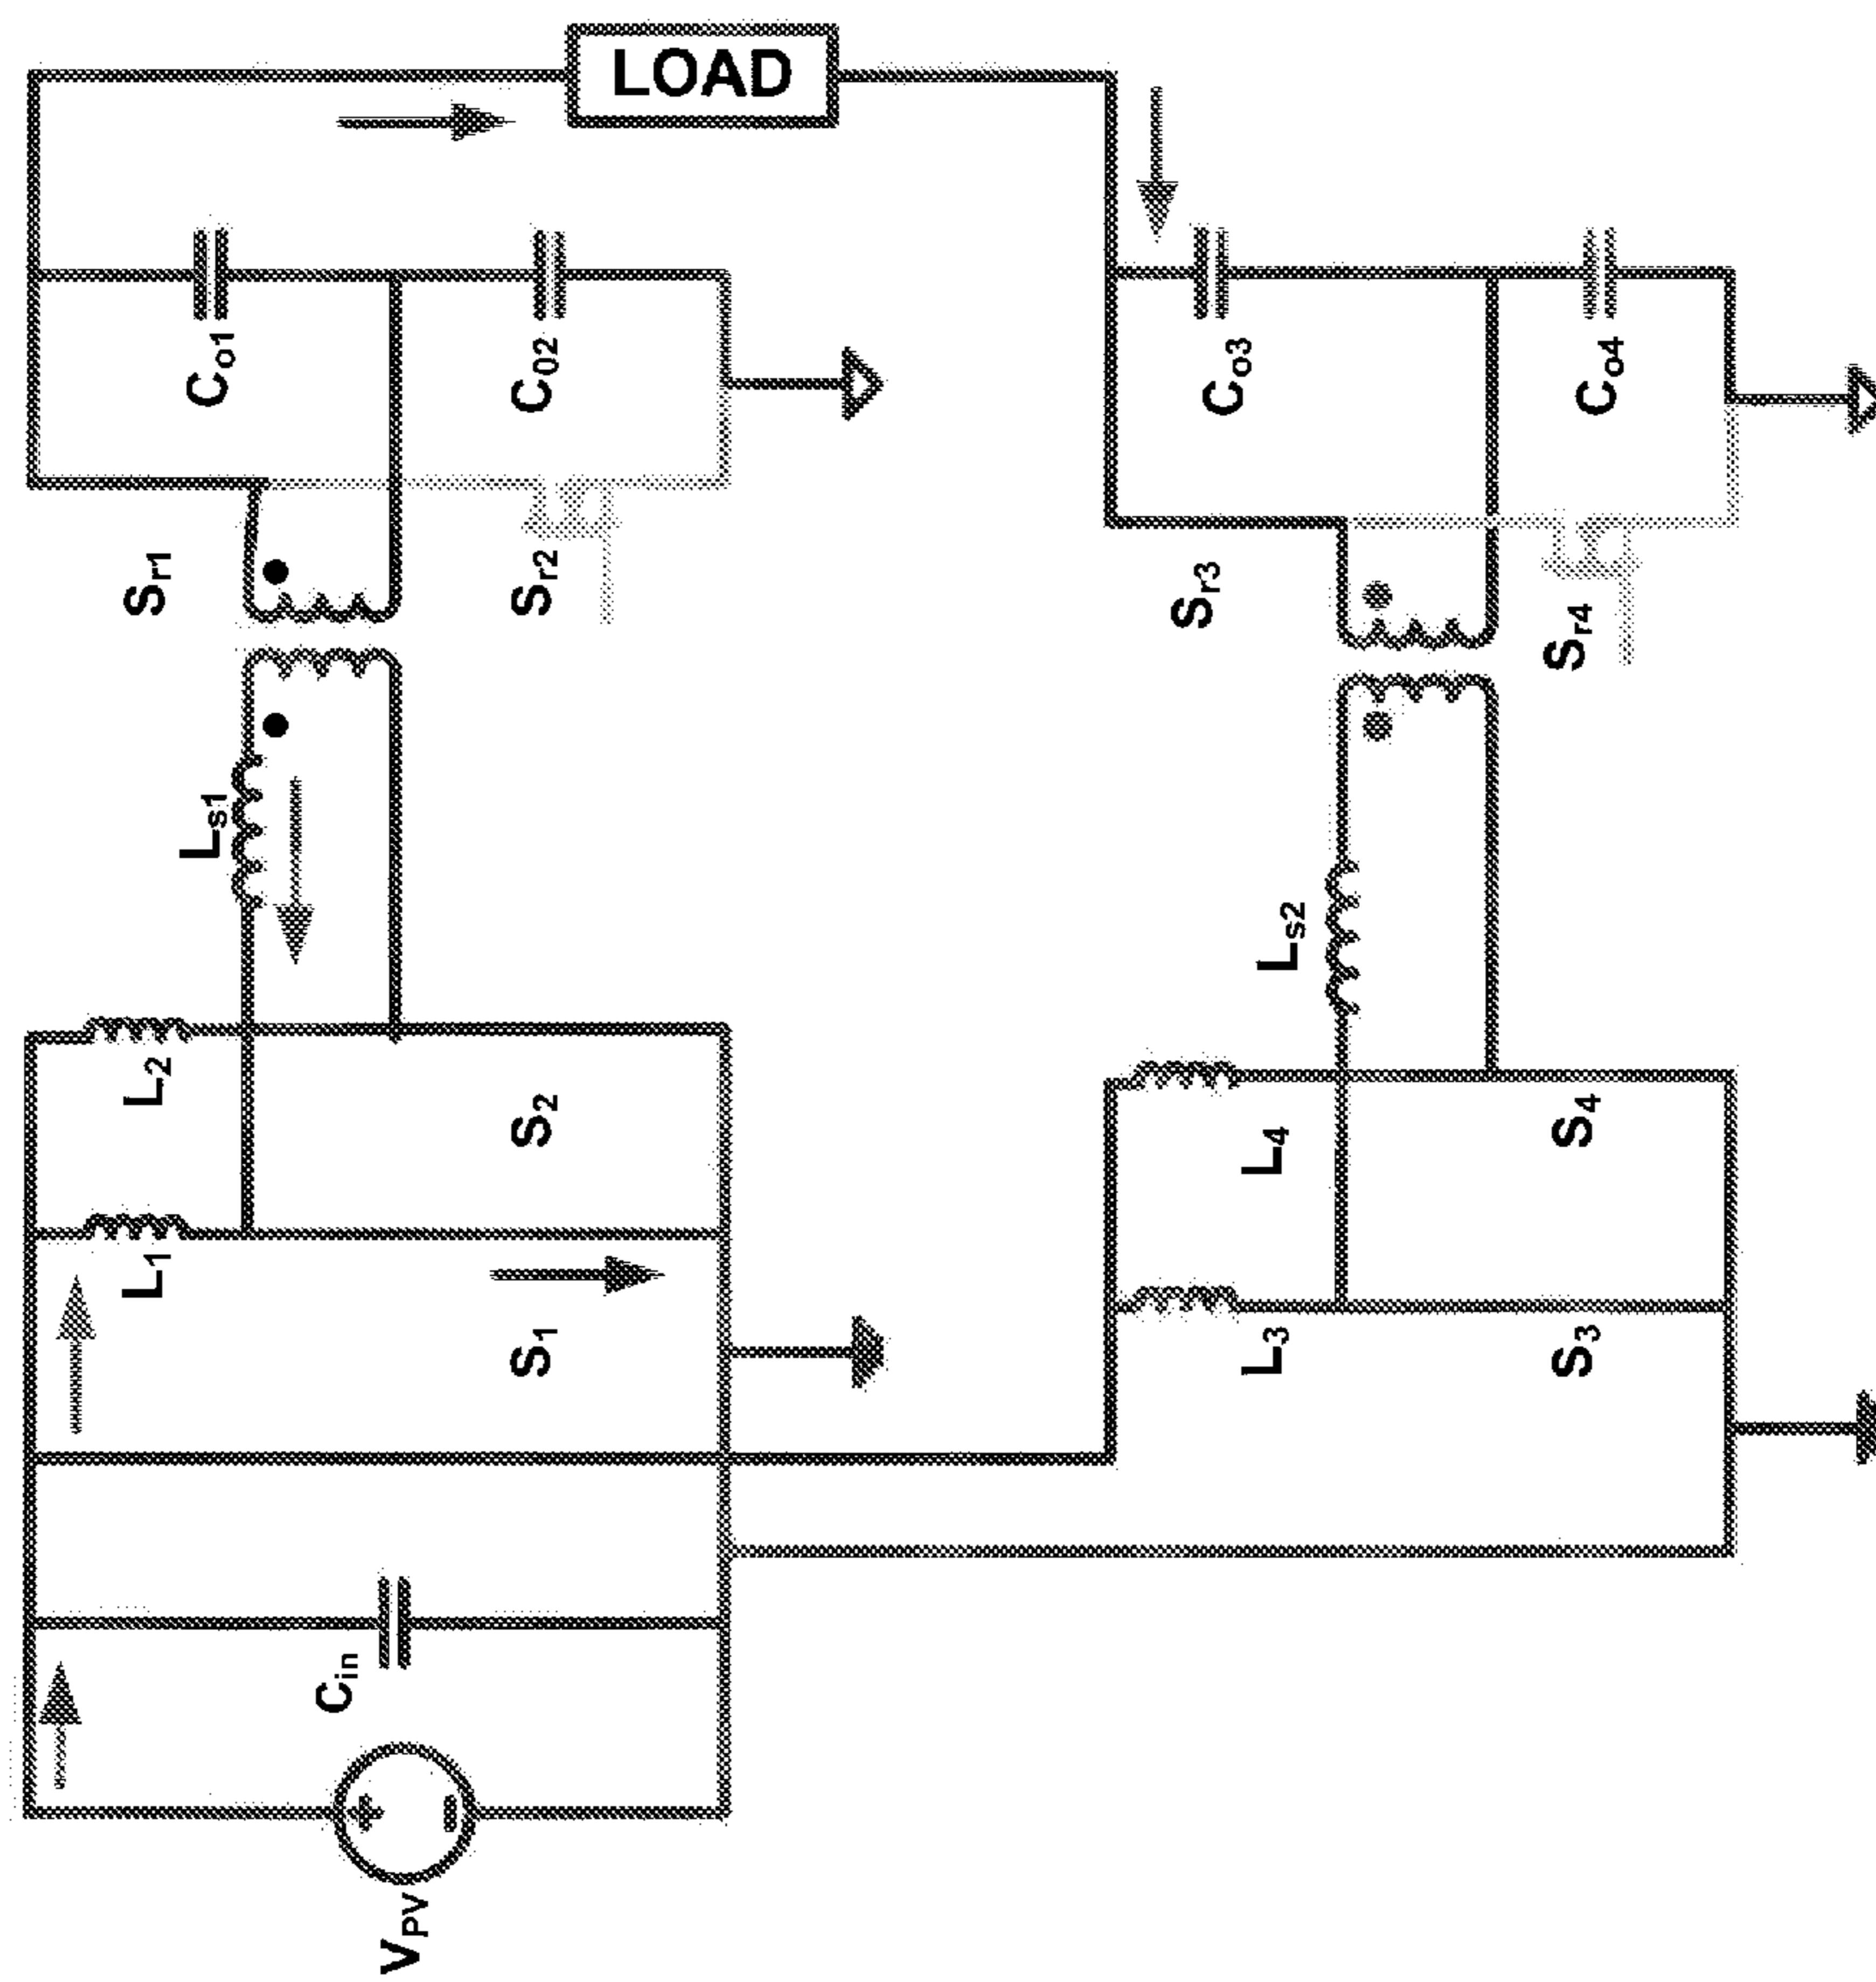 LOAD
Co1
C02
Co3
Co4
Sr1
Sr2
Sr3
Sr4
Ls1
Ls2
L2
S2
L4
S4
L1
S1
L3
S3
Cin
+
−
VPV